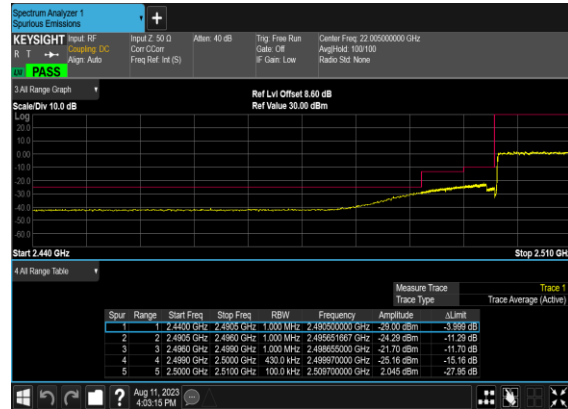 Spectrum Analyzer 1
Spurious Emissions
+
KEYSIGHT Input: RF Input Z: 50 Ω Atten: 40 dB Trig: Free Run Center Freq: 22.005000000 GHz
R T Coupling: DC Corr CCorr Gate: Off Avg|Hold: 100/100
Align: Auto Freq Ref: Int (S) IF Gain: Low Radio Std: None
LW PASS
3 All Range Graph
Ref Lvl Offset 8.60 dB
Scale/Div 10.0 dB Ref Value 30.00 dBm
Log
20.0
10.0
0.00
-10.0
-20.0
-30.0
-40.0
-50.0
-60.0
Start 2.440 GHz Stop 2.510 GHz
4 All Range Table
Measure Trace Trace 1
Trace Type Trace Average (Active)
Spur Range Start Freq Stop Freq RBW Frequency Amplitude ΔLimit
1 1 2.4400 GHz 2.4905 GHz 1.000 MHz 2.490500000 GHz -29.00 dBm -3.999 dB
2 2 2.4905 GHz 2.4960 GHz 1.000 MHz 2.495651667 GHz -24.29 dBm -11.29 dB
3 3 2.4960 GHz 2.4990 GHz 1.000 MHz 2.498655000 GHz -21.70 dBm -11.70 dB
4 4 2.4990 GHz 2.5000 GHz 430.0 kHz 2.499970000 GHz -25.16 dBm -15.16 dB
5 5 2.5000 GHz 2.5100 GHz 100.0 kHz 2.509700000 GHz 2.045 dBm -27.95 dB
? Aug 11, 2023
4:03:15 PM